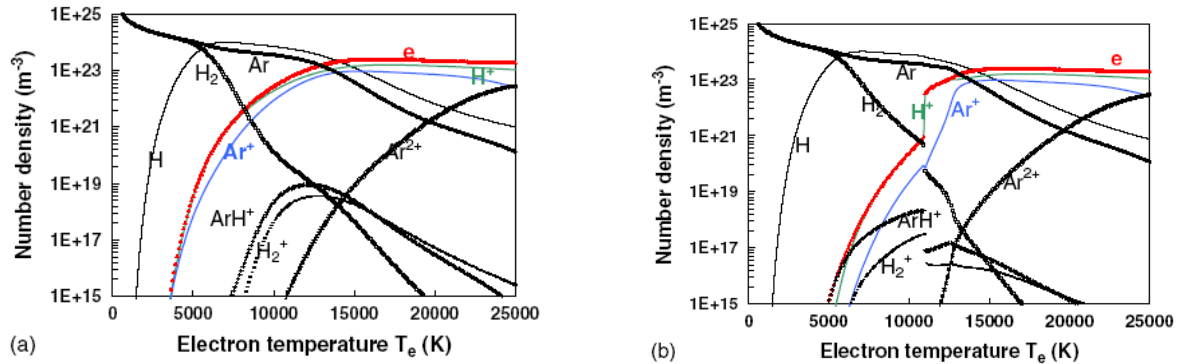 1E+25
1E+23
1E+21
1E+19
1E+17
1E+15
Number density (m⁻³)
H₂
Ar
e
H⁺
H
Ar⁺
Ar²⁺
ArH⁺
H₂⁺
0 5000 10000 15000 20000 25000
(a) Electron temperature Tₑ (K)
1E+25
1E+23
1E+21
1E+19
1E+17
1E+15
Number density (m⁻³)
Ar
e
H₂
H⁺
Ar⁺
H
Ar²⁺
ArH⁺
H₂⁺
0 5000 10000 15000 20000 25000
(b) Electron temperature Tₑ (K)